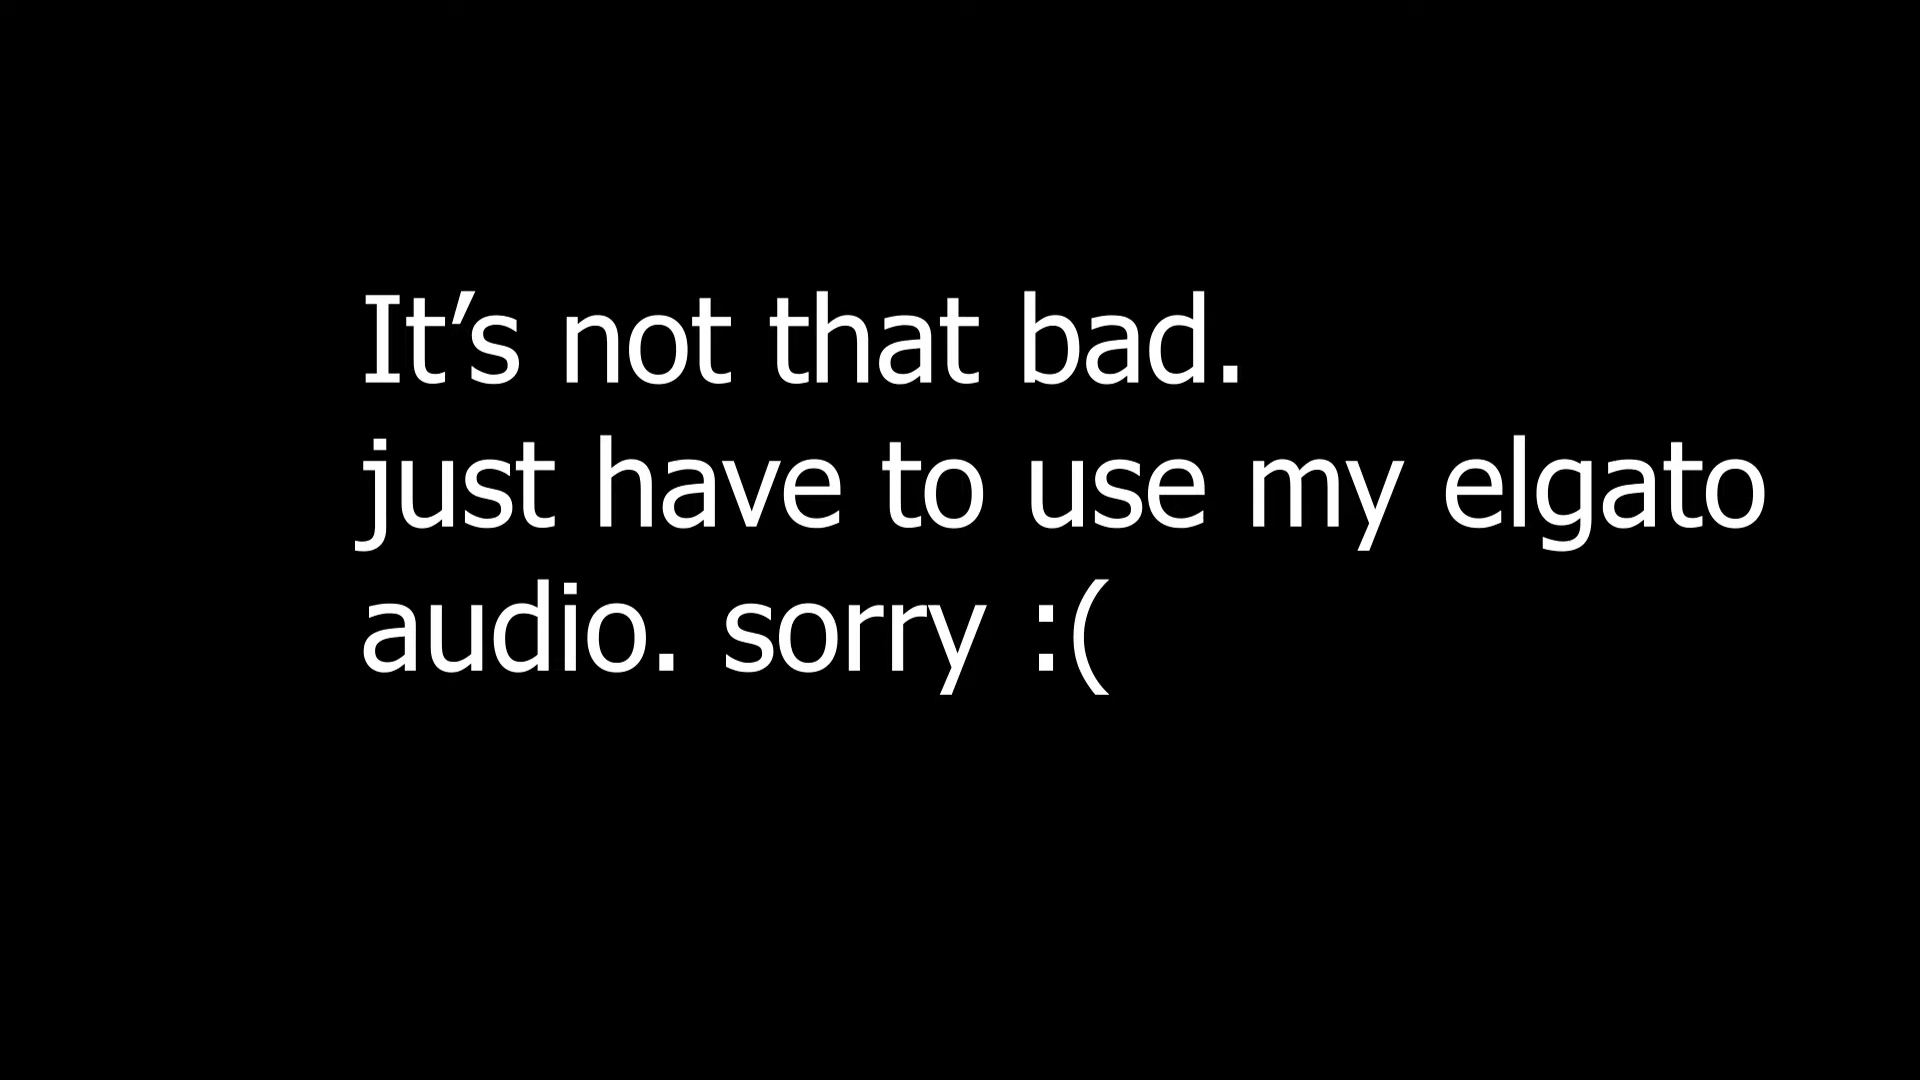 It’s not that bad.
just have to use my elgato
audio. sorry :(